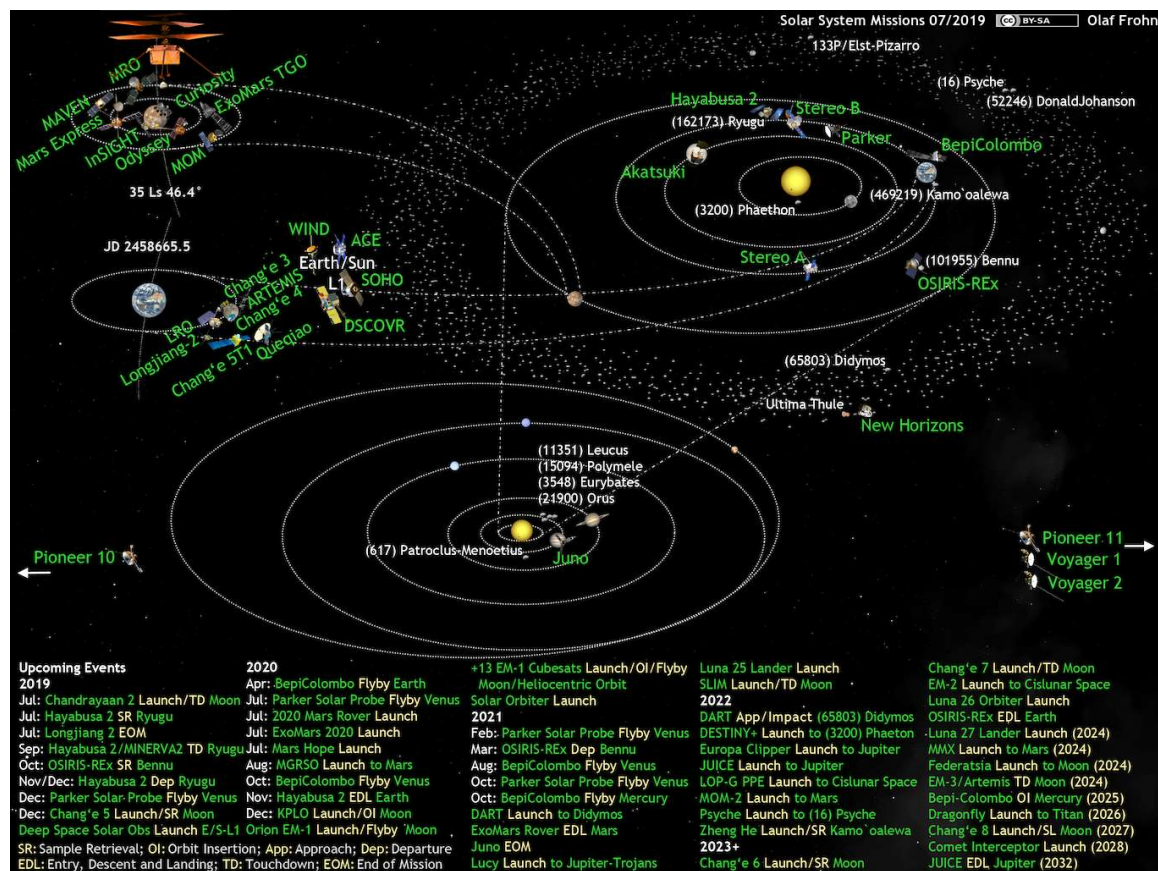 Solar System Missions 07/2019 CC BY-SA Olaf Frohn
133P/Elst-Pizarro
(16) Psyche
(52246) DonaldJohanson
MRO
Curiosity
ExoMars TGO
MAVEN
Mars Express
InSIGHT
Odyssey
MOM
35 Ls 46.4°
JD 2458665.5
Hayabusa 2
Stereo B
(162173) Ryugu
Parker
BepiColombo
Akatsuki
(469219) Kamo`oalewa
(3200) Phaethon
Stereo A
(101955) Bennu
OSIRIS-REx
WIND
ACE
Earth/Sun
L1
SOHO
DSCOVR
Chang'e 3
ARTEMIS
Chang'e 4
LRO
Longjiang-2
Chang'e 5T1
Queqiao
(65803) Didymos
Ultima Thule
New Horizons
(11351) Leucus
(15094) Polymele
(3548) Eurybates
(21900) Orus
(617) Patroclus-Menoetius
Juno
Pioneer 10
Pioneer 11
Voyager 1
Voyager 2
Upcoming Events
2019
Jul: Chandrayaan 2 Launch/TD Moon
Jul: Hayabusa 2 SR Ryugu
Jul: Longjiang 2 EOM
Sep: Hayabusa 2/MINERVA2 TD Ryugu
Oct: OSIRIS-REx SR Bennu
Nov/Dec: Hayabusa 2 Dep Ryugu
Dec: Parker Solar Probe Flyby Venus
Dec: Chang'e 5 Launch/SR Moon
Deep Space Solar Obs Launch E/S-L1
2020
Apr: BepiColombo Flyby Earth
Jul: Parker Solar Probe Flyby Venus
Jul: 2020 Mars Rover Launch
Jul: ExoMars 2020 Launch
Jul: Mars Hope Launch
Aug: MGRSO Launch to Mars
Oct: BepiColombo Flyby Venus
Nov: Hayabusa 2 EDL Earth
Dec: KPLO Launch/OI Moon
Orion EM-1 Launch/Flyby Moon
SR: Sample Retrieval; OI: Orbit Insertion; App: Approach; Dep: Departure
EDL: Entry, Descent and Landing; TD: Touchdown; EOM: End of Mission
+13 EM-1 Cubesats Launch/OI/Flyby
Moon/Heliocentric Orbit
Solar Orbiter Launch
2021
Feb: Parker Solar Probe Flyby Venus
Mar: OSIRIS-REx Dep Bennu
Aug: BepiColombo Flyby Venus
Oct: Parker Solar Probe Flyby Venus
Oct: BepiColombo Flyby Mercury
DART Launch to Didymos
ExoMars Rover EDL Mars
Juno EOM
Lucy Launch to Jupiter-Trojans
Luna 25 Lander Launch
SLIM Launch/TD Moon
2022
DART App/Impact (65803) Didymos
DESTINY+ Launch to (3200) Phaeton
Europa Clipper Launch to Jupiter
JUICE Launch to Jupiter
LOP-G PPE Launch to Cislunar Space
MOM-2 Launch to Mars
Psyche Launch to (16) Psyche
Zheng He Launch/SR Kamo`oalewa
2023+
Chang'e 6 Launch/SR Moon
Chang'e 7 Launch/TD Moon
EM-2 Launch to Cislunar Space
Luna 26 Orbiter Launch
OSIRIS-REx EDL Earth
Luna 27 Lander Launch (2024)
MMX Launch to Mars (2024)
Federatsia Launch to Moon (2024)
EM-3/Artemis TD Moon (2024)
Bepi-Colombo OI Mercury (2025)
Dragonfly Launch to Titan (2026)
Chang'e 8 Launch/SL Moon (2027)
Comet Interceptor Launch (2028)
JUICE EDL Jupiter (2032)